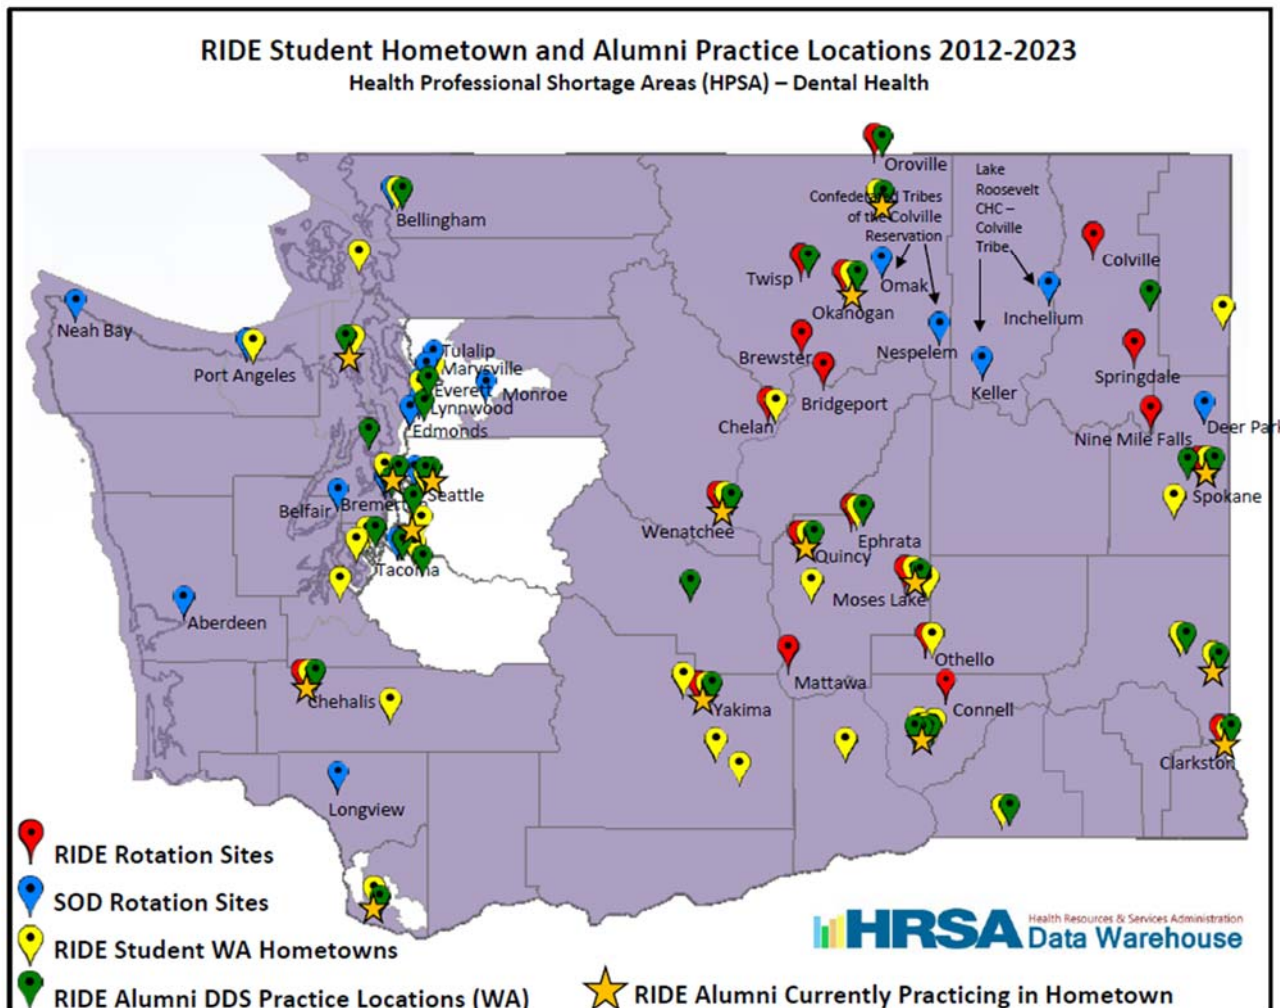 RIDE Student Hometown and Alumni Practice Locations 2012-2023
Health Professional Shortage Areas (HPSA) – Dental Health
Oroville
Bellingham
Confederated Tribes
of the Colville
Reservation
Lake
Roosevelt
CHC –
Colville
Tribe
Colville
Twisp
Omak
Okanogan
Inchelium
Neah Bay
Port Angeles
Tulalip
Marysville
Everett
Monroe
Lynnwood
Edmonds
Brewster
Nespelem
Springdale
Bridgeport
Keller
Chelan
Nine Mile Falls
Deer Park
Seattle
Belfair
Bremerton
Spokane
Wenatchee
Ephrata
Quincy
Tacoma
Moses Lake
Aberdeen
Othello
Mattawa
Chehalis
Yakima
Connell
Clarkston
Longview
RIDE Rotation Sites
SOD Rotation Sites
RIDE Student WA Hometowns
RIDE Alumni DDS Practice Locations (WA)
RIDE Alumni Currently Practicing in Hometown
HRSA
Health Resources & Services Administration
Data Warehouse